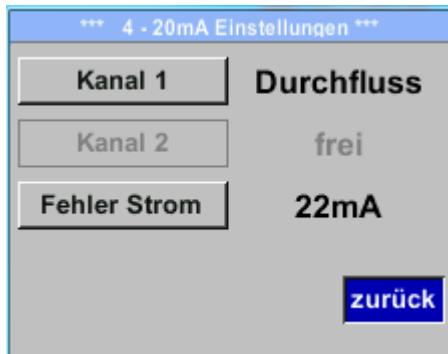 *** 4 - 20mA Einstellungen ***
Kanal 1 Durchfluss
Kanal 2 frei
Fehler Strom 22mA
zurück